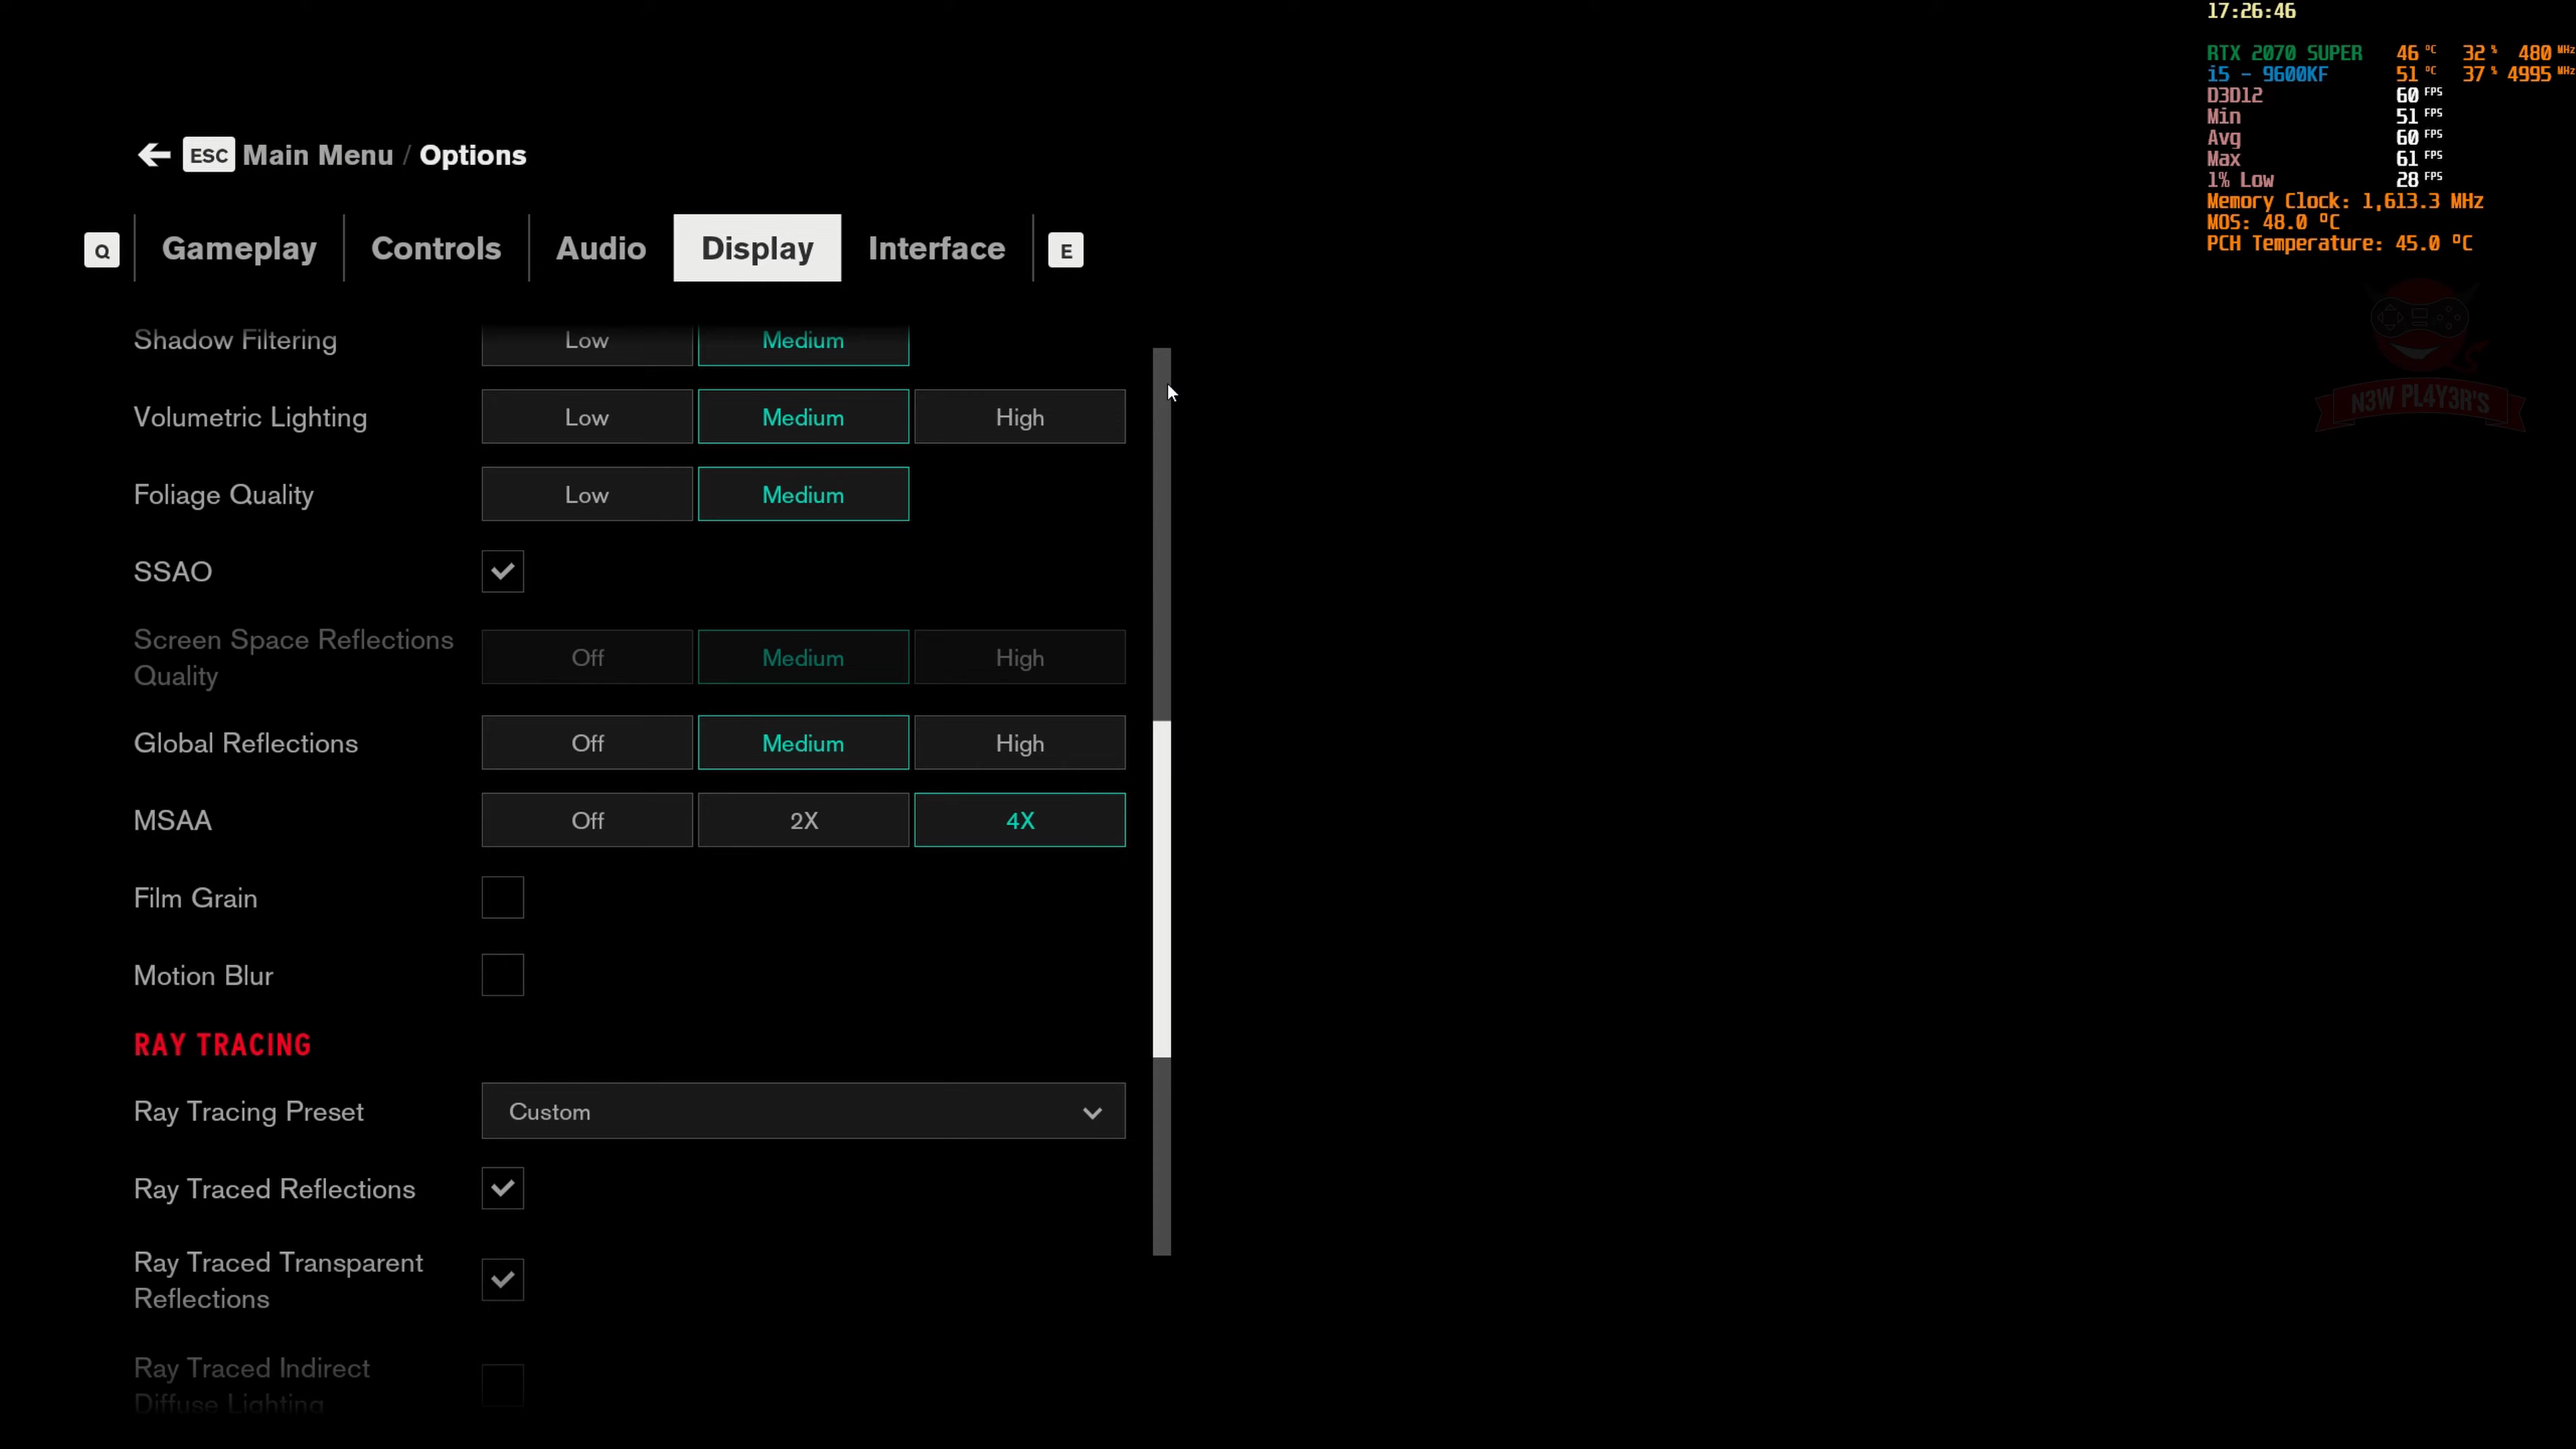 17:26:46
RTX 2070 SUPER 46 °C 32 % 480 MHz
i5 - 9600KF 51 °C 37 % 4995 MHz
D3D12 60 FPS
Min 51 FPS
Avg 60 FPS
Max 61 FPS
1% Low 28 FPS
Memory Clock: 1,613.3 MHz
MOS: 48.0 °C
PCH Temperature: 45.0 °C
N3W PL4Y3R'S
ESC Main Menu / Options
Q Gameplay Controls Audio Display Interface E
Shadow Filtering Low Medium
Volumetric Lighting Low Medium High
Foliage Quality Low Medium
SSAO
Screen Space Reflections
Quality Off Medium High
Global Reflections Off Medium High
MSAA Off 2X 4X
Film Grain
Motion Blur
RAY TRACING
Ray Tracing Preset Custom
Ray Traced Reflections
Ray Traced Transparent
Reflections
Ray Traced Indirect
Diffuse Lighting